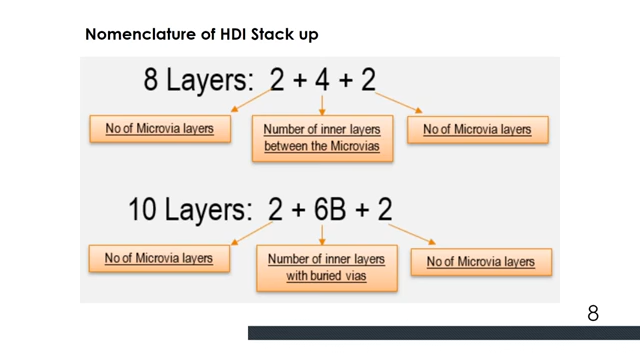 Nomenclature of HDI Stack up
8 Layers: 2 + 4 + 2
No of Microvia layers
Number of inner layers
between the Microvias
No of Microvia layers
10 Layers: 2 + 6B + 2
No of Microvia layers
Number of inner layers
with buried vias
No of Microvia layers
8